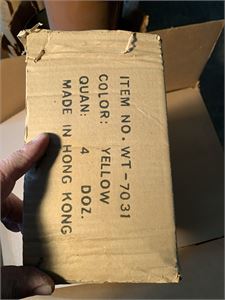 ITEM NO. WT-7031
COLOR: YELLOW
QUAN: 4 DOZ.
MADE IN HONG KONG